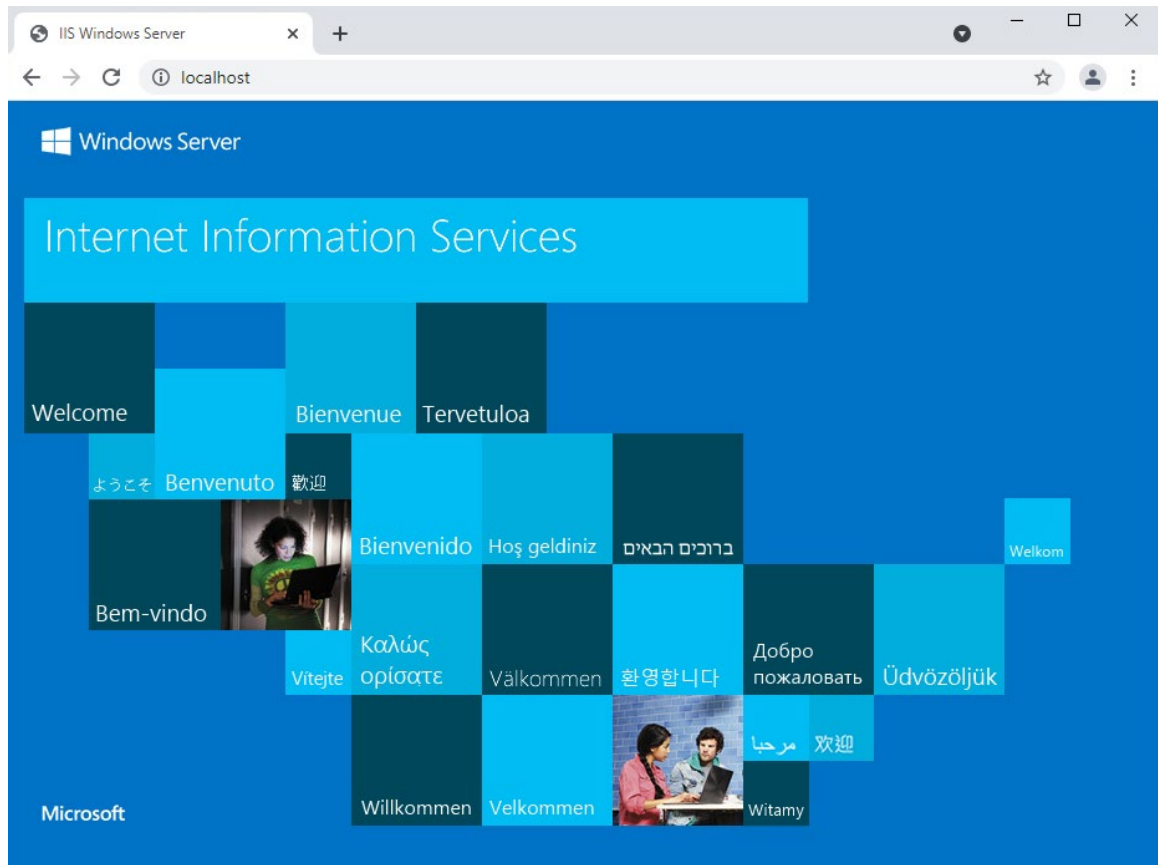 IIS Windows Server
localhost
Windows Server
Internet Information Services
Welcome
Bienvenue
Tervetuloa
ようこそ
Benvenuto
歡迎
Bienvenido
Hoş geldiniz
ברוכים הבאים
Welkom
Bem-vindo
Vítejte
Καλώς
ορίσατε
Välkommen
환영합니다
Добро
пожаловать
Üdvözöljük
مرحبا
欢迎
Willkommen
Velkommen
Witamy
Microsoft